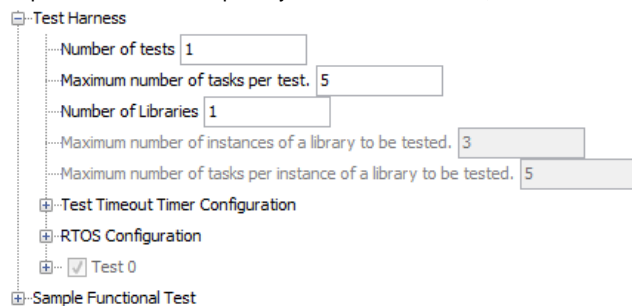 Test Harness
Number of tests 1
Maximum number of tasks per test. 5
Number of Libraries 1
Maximum number of instances of a library to be tested. 3
Maximum number of tasks per instance of a library to be tested. 5
Test Timeout Timer Configuration
RTOS Configuration
Test 0
Sample Functional Test